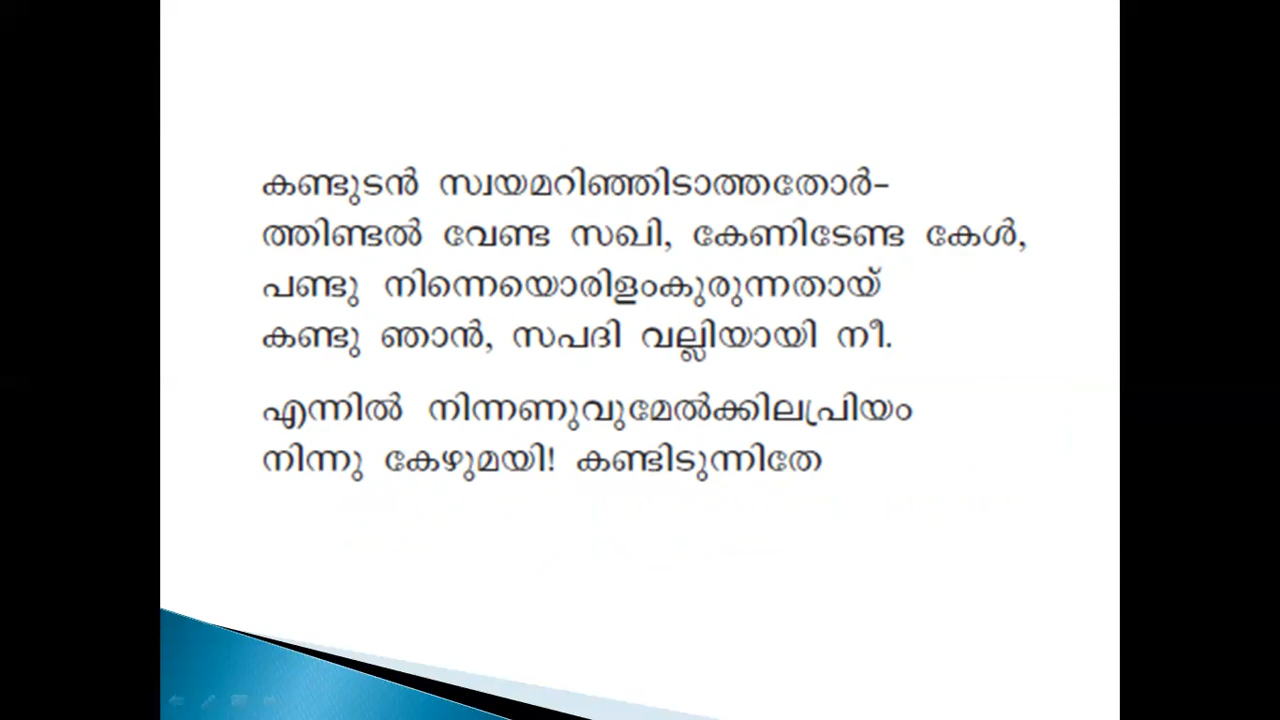 കണ്ടുടൻ സ്വയമറിഞ്ഞിടാത്തതോർ–
ത്തിണ്ടൽ വേണ്ട സഖി, കേണിടേണ്ട കേൾ,
പണ്ടു നിന്നെയൊരിളംകുരുന്നതായ്
കണ്ടു ഞാൻ, സപദി വല്ലിയായി നീ.
എന്നിൽ നിന്നണുവുമേൽക്കിലപ്രിയം
നിന്നു കേഴുമയി! കണ്ടിടുന്നിതേ